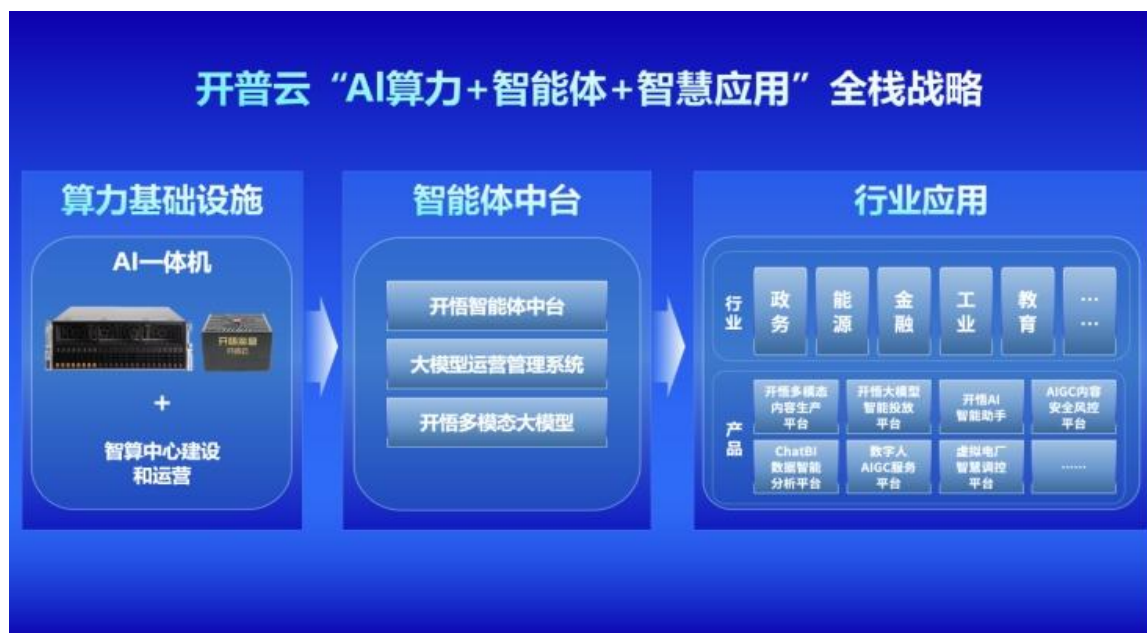 开普云“AI算力+智能体+智慧应用”全栈战略
算力基础设施
AI一体机
开悟
开普云
+
智算中心建设
和运营
智能体中台
开悟智能体中台
大模型运营管理系统
开悟多模态大模型
行业应用
行业
政务
能源
金融
工业
教育
……
产品
开悟多模态
内容生产
平台
开悟大模型
智能投放
平台
开悟AI
智能助手
AIGC内容
安全风控
平台
ChatBI
数据智能
分析平台
数字人
AIGC服务
平台
虚拟电厂
智慧调控
平台
……